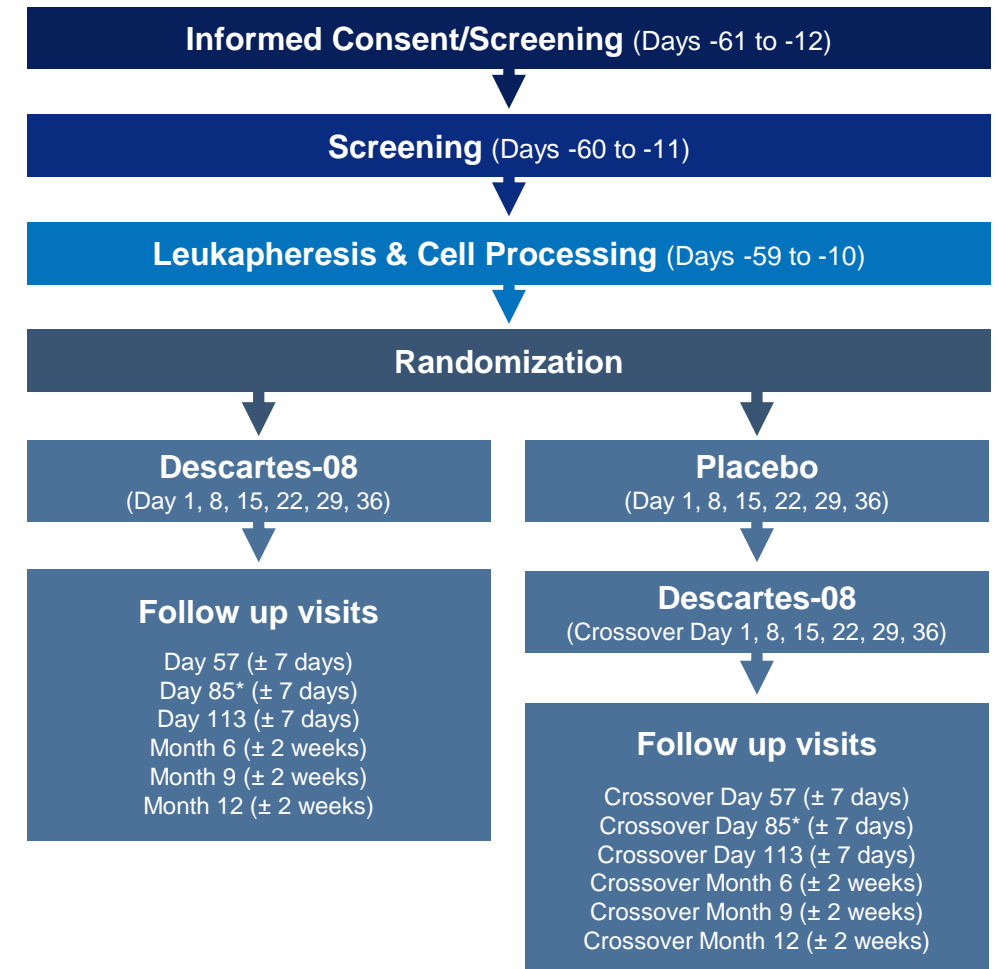 Informed Consent/Screening (Days -61 to -12)
Screening (Days -60 to -11)
Leukapheresis & Cell Processing (Days -59 to -10)
Randomization
Descartes-08
(Day 1, 8, 15, 22, 29, 36)
Follow up visits
Day 57 (± 7 days)
Day 85* (± 7 days)
Day 113 (± 7 days)
Month 6 (± 2 weeks)
Month 9 (± 2 weeks)
Month 12 (± 2 weeks)
Placebo
(Day 1, 8, 15, 22, 29, 36)
Descartes-08
(Crossover Day 1, 8, 15, 22, 29, 36)
Follow up visits
Crossover Day 57 (± 7 days)
Crossover Day 85* (± 7 days)
Crossover Day 113 (± 7 days)
Crossover Month 6 (± 2 weeks)
Crossover Month 9 (± 2 weeks)
Crossover Month 12 (± 2 weeks)